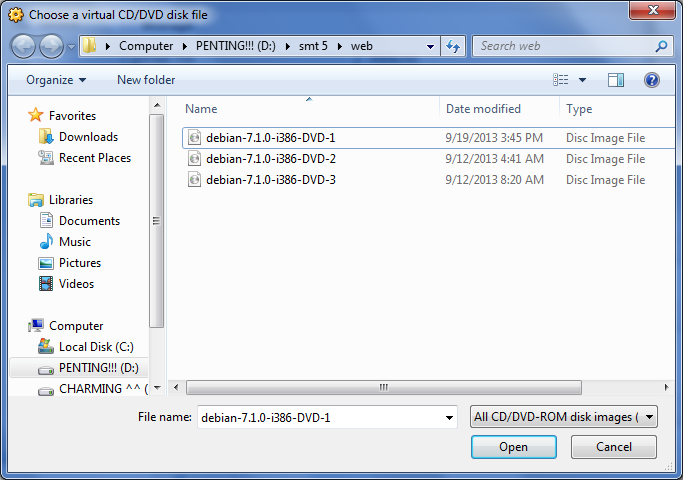 Choose a virtual CD/DVD disk file
Computer ▸ PENTING!!! (D:) ▸ smt 5 ▸ web
Search web
Organize New folder
Name Date modified Type
Favorites
Downloads
Recent Places
Libraries
Documents
Music
Pictures
Videos
Computer
Local Disk (C:)
PENTING!!! (D:)
CHARMING ^^ (
debian-7.1.0-i386-DVD-1 9/19/2013 3:45 PM Disc Image File
debian-7.1.0-i386-DVD-2 9/12/2013 4:41 AM Disc Image File
debian-7.1.0-i386-DVD-3 9/12/2013 8:20 AM Disc Image File
File name: debian-7.1.0-i386-DVD-1 All CD/DVD-ROM disk images (
Open Cancel